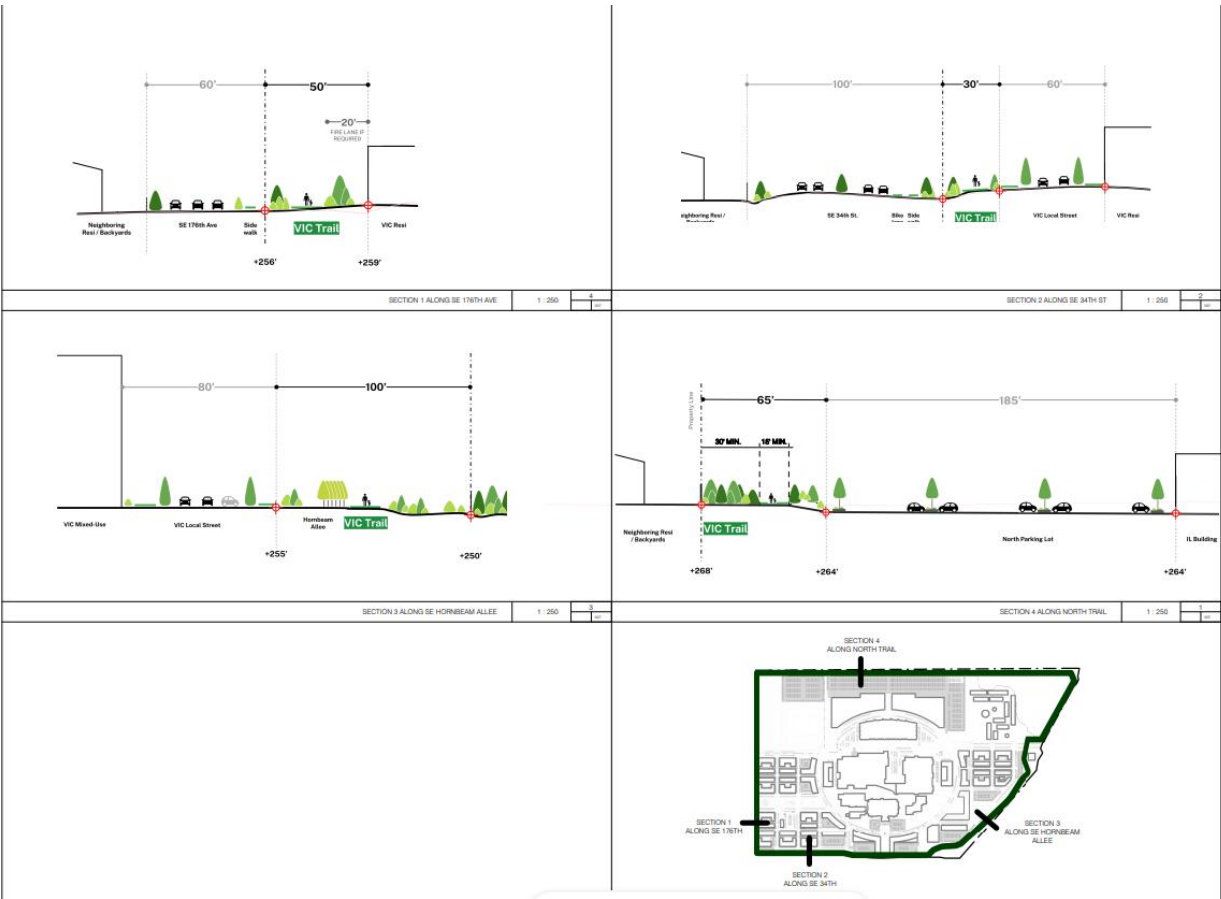 60'
50'
20'
FIRE LANE IF
REQUIRED
Neighboring
Resi / Backyards
SE 176th Ave
Side
walk
VIC Trail
VIC Resi
+256'
+259'
SECTION 1 ALONG SE 176TH AVE
1 : 250
4
100'
30'
60'
Neighboring Resi /
SE 34th St.
Bike
Side
VIC Trail
VIC Local Street
VIC Resi
SECTION 2 ALONG SE 34TH ST
1 : 250
2
80'
100'
VIC Mixed-Use
VIC Local Street
Hornbeam
Allee
VIC Trail
+255'
+250'
SECTION 3 ALONG SE HORNBEAM ALLEE
1 : 250
3
Property Line
65'
185'
30' MIN.
16' MIN.
Neighboring Resi
/ Backyards
VIC Trail
North Parking Lot
IL Building
+268'
+264'
+264'
SECTION 4 ALONG NORTH TRAIL
1 : 250
1
SECTION 4
ALONG NORTH TRAIL
SECTION 1
ALONG SE 176TH
SECTION 3
ALONG SE HORNBEAM
ALLEE
SECTION 2
ALONG SE 34TH